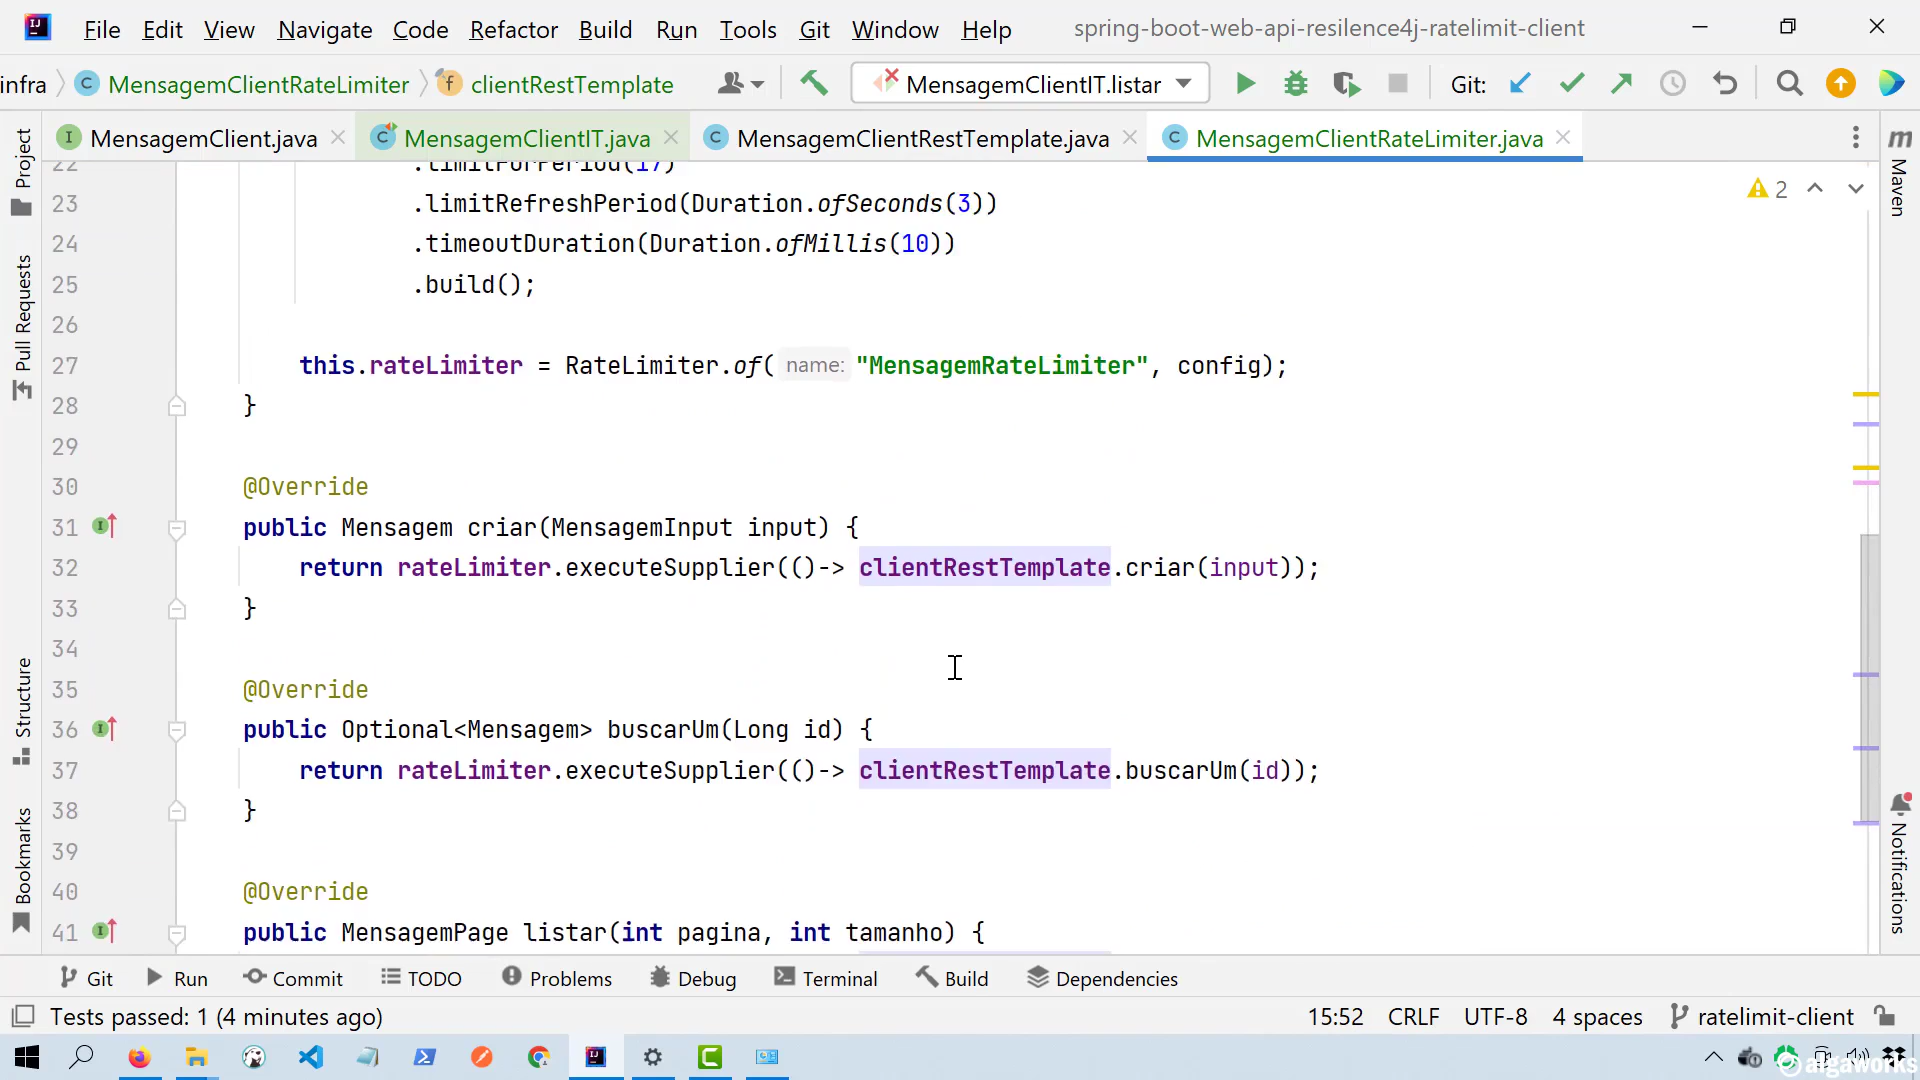 File Edit View Navigate Code Refactor Build Run Tools Git Window Help spring-boot-web-api-resilence4j-ratelimit-client
infra MensagemClientRateLimiter clientRestTemplate MensagemClientIT.listar Git:
MensagemClient.java MensagemClientIT.java MensagemClientRestTemplate.java MensagemClientRateLimiter.java
Project
Pull Requests
Structure
Bookmarks
22 .limitForPeriod(17)
23 .limitRefreshPeriod(Duration.ofSeconds(3))
24 .timeoutDuration(Duration.ofMillis(10))
25 .build();
26
27 this.rateLimiter = RateLimiter.of( name: "MensagemRateLimiter", config);
28 }
29
30 @Override
31 public Mensagem criar(MensagemInput input) {
32 return rateLimiter.executeSupplier(()-> clientRestTemplate.criar(input));
33 }
34
35 @Override
36 public Optional<Mensagem> buscarUm(Long id) {
37 return rateLimiter.executeSupplier(()-> clientRestTemplate.buscarUm(id));
38 }
39
40 @Override
41 public MensagemPage listar(int pagina, int tamanho) {
2
Maven
Notifications
Git Run Commit TODO Problems Debug Terminal Build Dependencies
Tests passed: 1 (4 minutes ago) 15:52 CRLF UTF-8 4 spaces ratelimit-client
algaworks